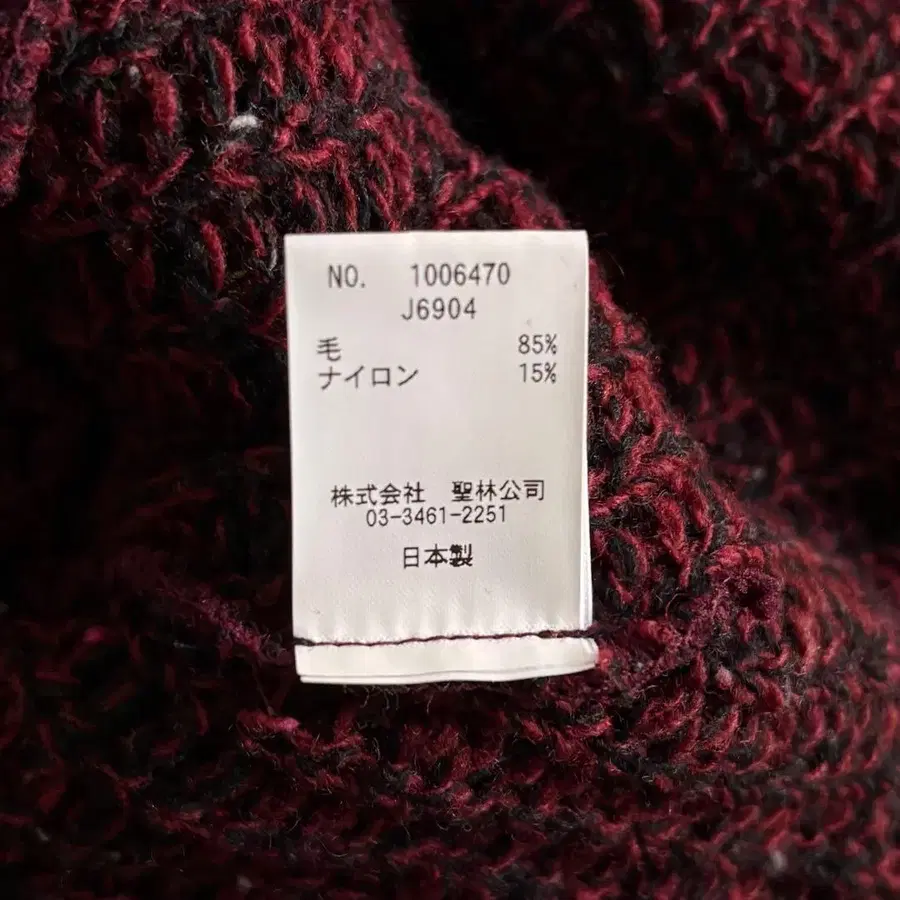 NO. 1006470
J6904
毛 85%
ナイロン 15%
株式会社 聖林公司
03-3461-2251
日本製